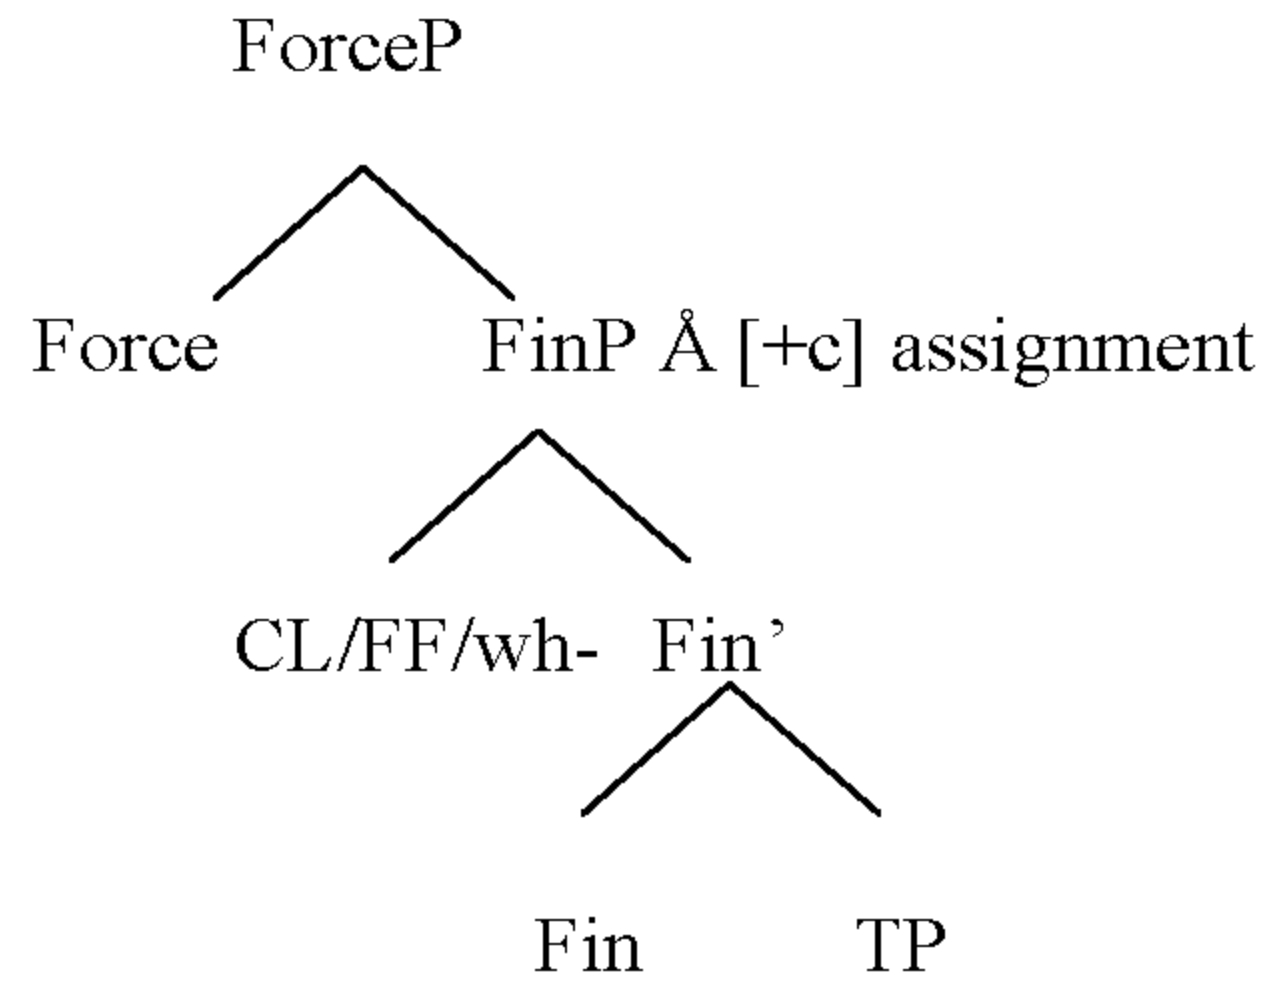 ForceP
Force FinP Å [+c] assignment
CL/FF/wh- Fin’
Fin TP